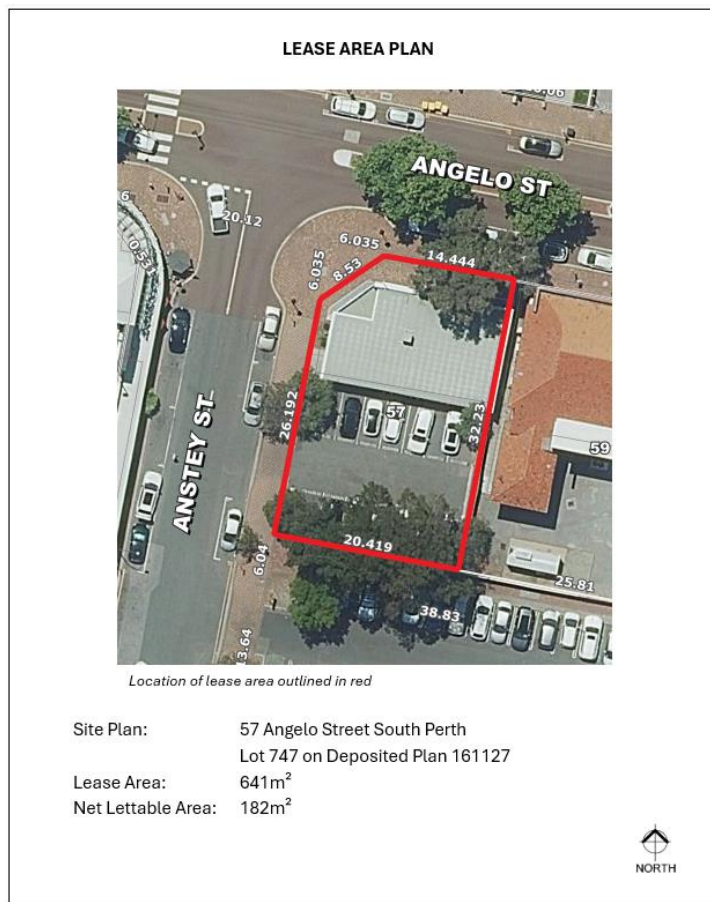 LEASE AREA PLAN
ANGELO ST
20.12
0.531
6.035
14.444
6.035
8.53
26.192
57
32.23
59
ANSTEY ST
20.419
6.04
25.81
38.83
13.64
Location of lease area outlined in red
Site Plan: 57 Angelo Street South Perth
Lot 747 on Deposited Plan 161127
Lease Area: 641m²
Net Lettable Area: 182m²
NORTH